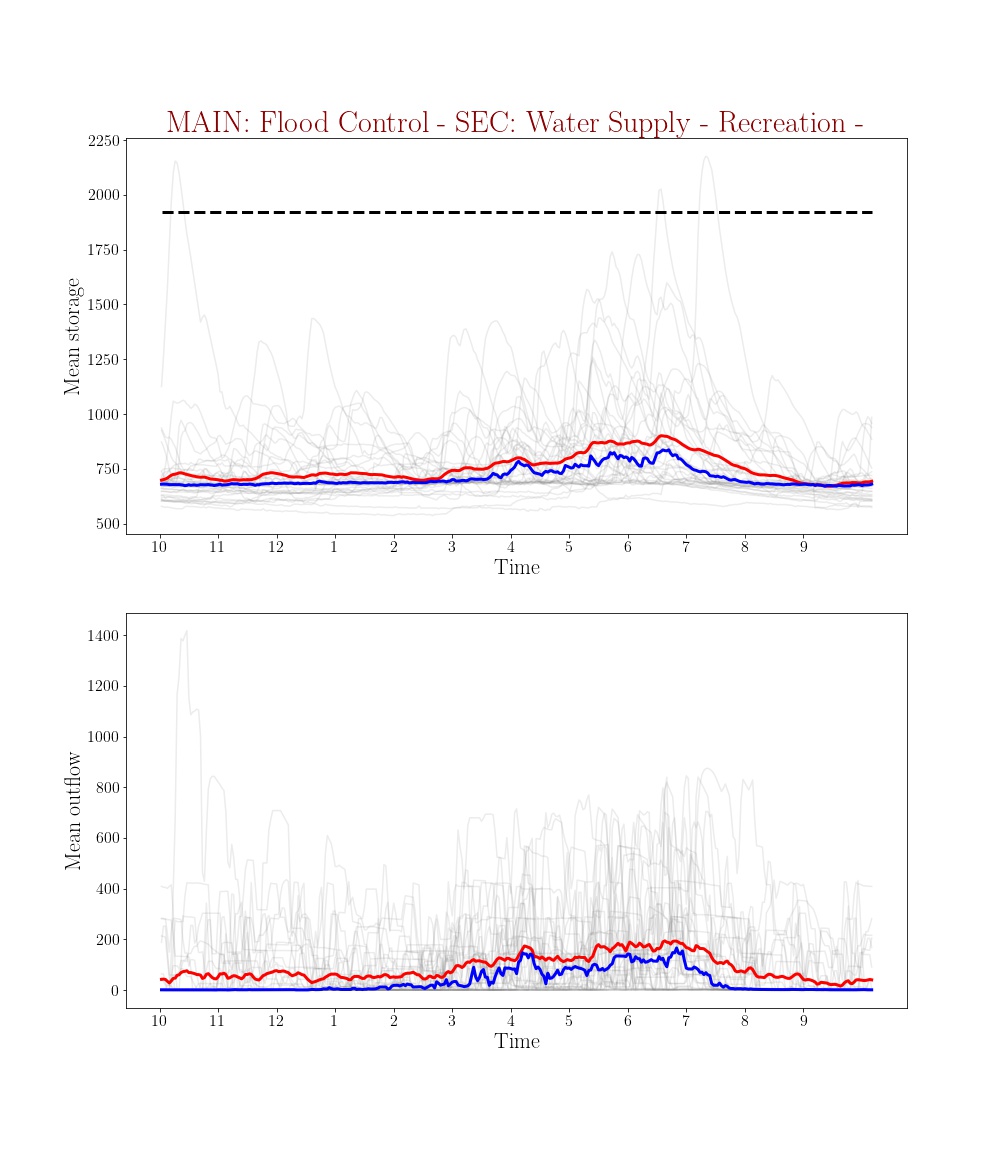 MAIN: Flood Control - SEC: Water Supply - Recreation -
2250
2000
1750
1500
1250
1000
750
500
Mean storage
10 11 12 1 2 3 4 5 6 7 8 9
Time
1400
1200
1000
800
600
400
200
0
Mean outflow
10 11 12 1 2 3 4 5 6 7 8 9
Time